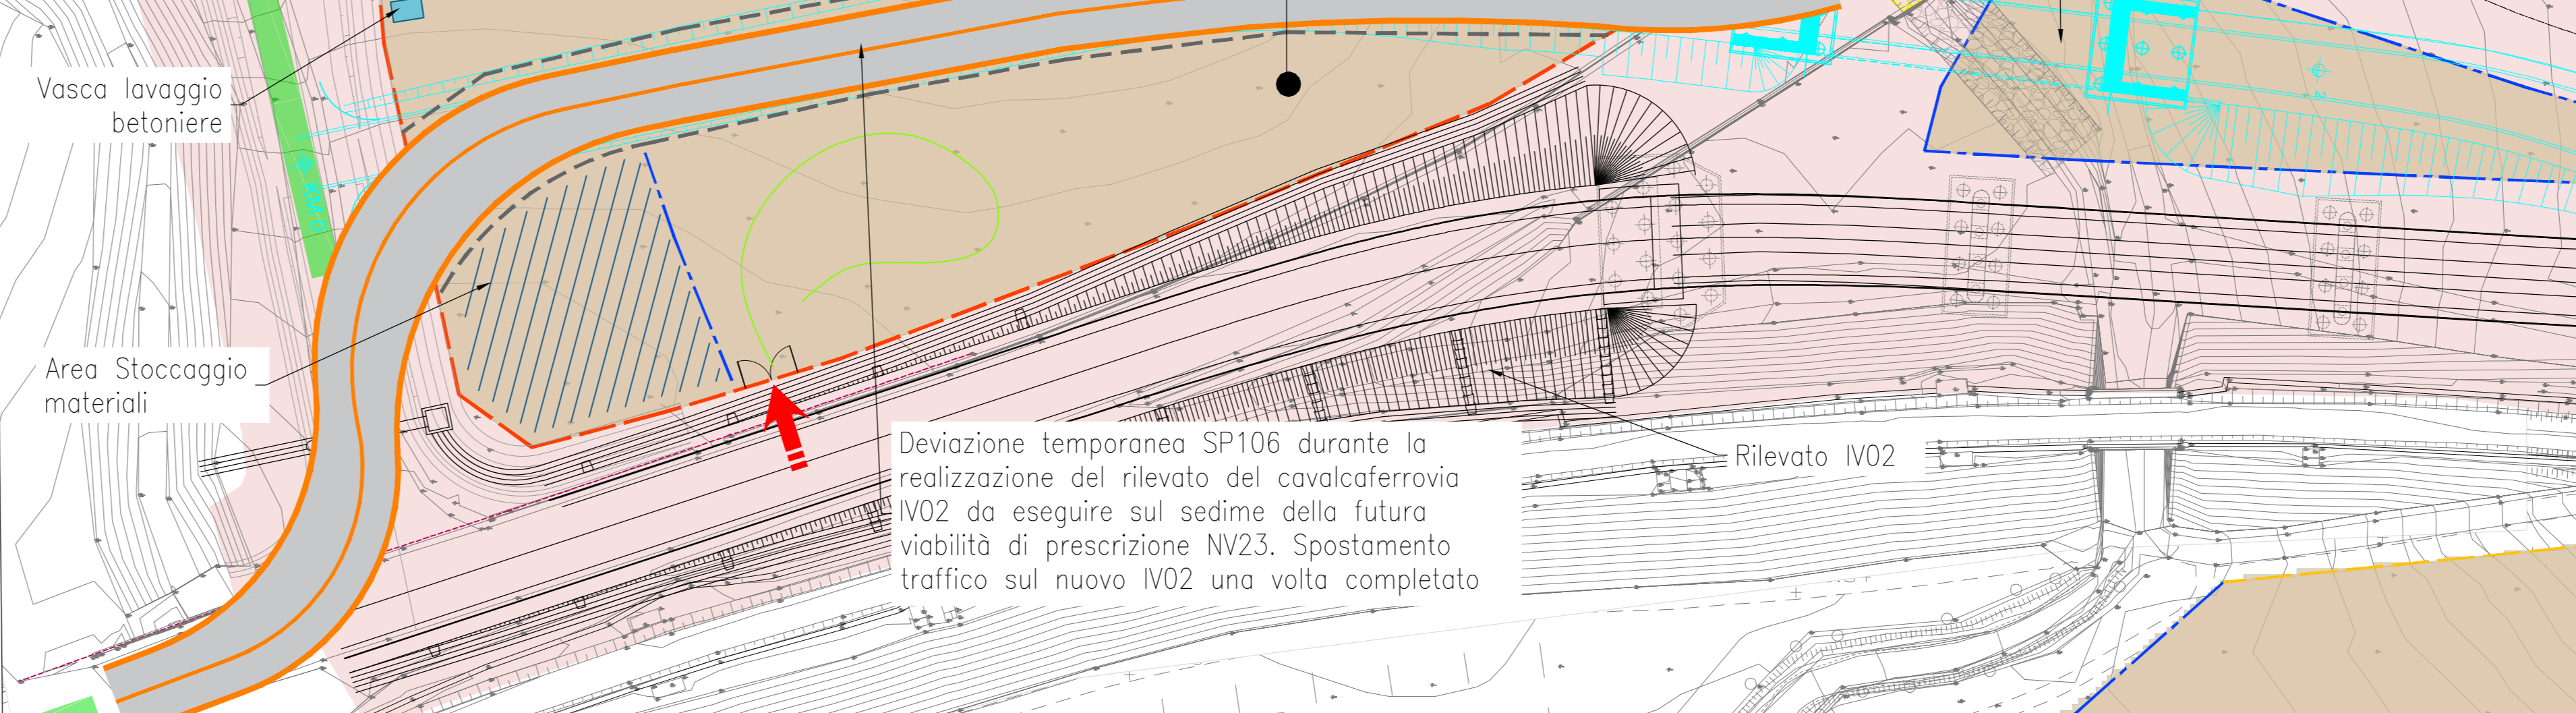 Vasca lavaggio
betoniere
Area Stoccaggio
materiali
Deviazione temporanea SP106 durante la
realizzazione del rilevato del cavalcaferrovia
IV02 da eseguire sul sedime della futura
viabilità di prescrizione NV23. Spostamento
traffico sul nuovo IV02 una volta completato
Rilevato IV02